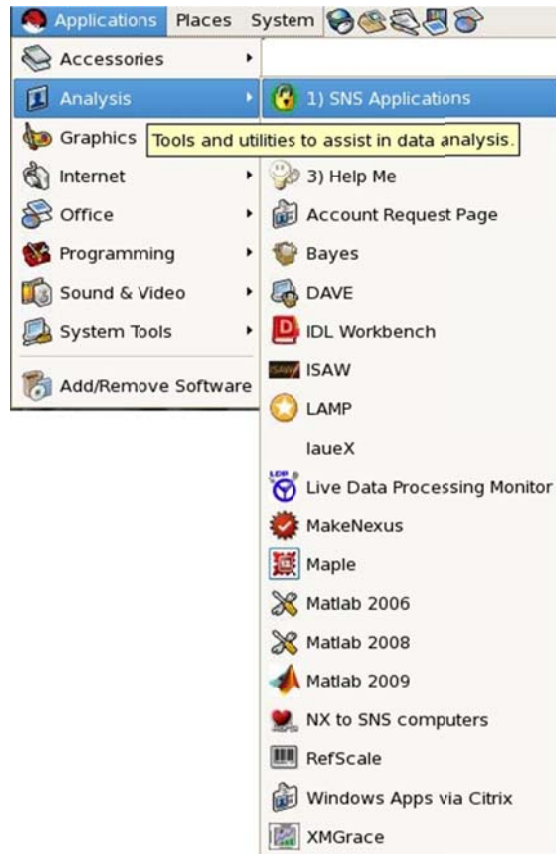 Applications Places System
Accessories
Analysis
Graphics
Internet
Office
Programming
Sound & Video
System Tools
Add/Remove Software
1) SNS Applications
Tools and utilities to assist in data analysis.
3) Help Me
Account Request Page
Bayes
DAVE
IDL Workbench
ISAW
LAMP
laueX
Live Data Processing Monitor
MakeNexus
Maple
Matlab 2006
Matlab 2008
Matlab 2009
NX to SNS computers
RefScale
Windows Apps via Citrix
XMGrace